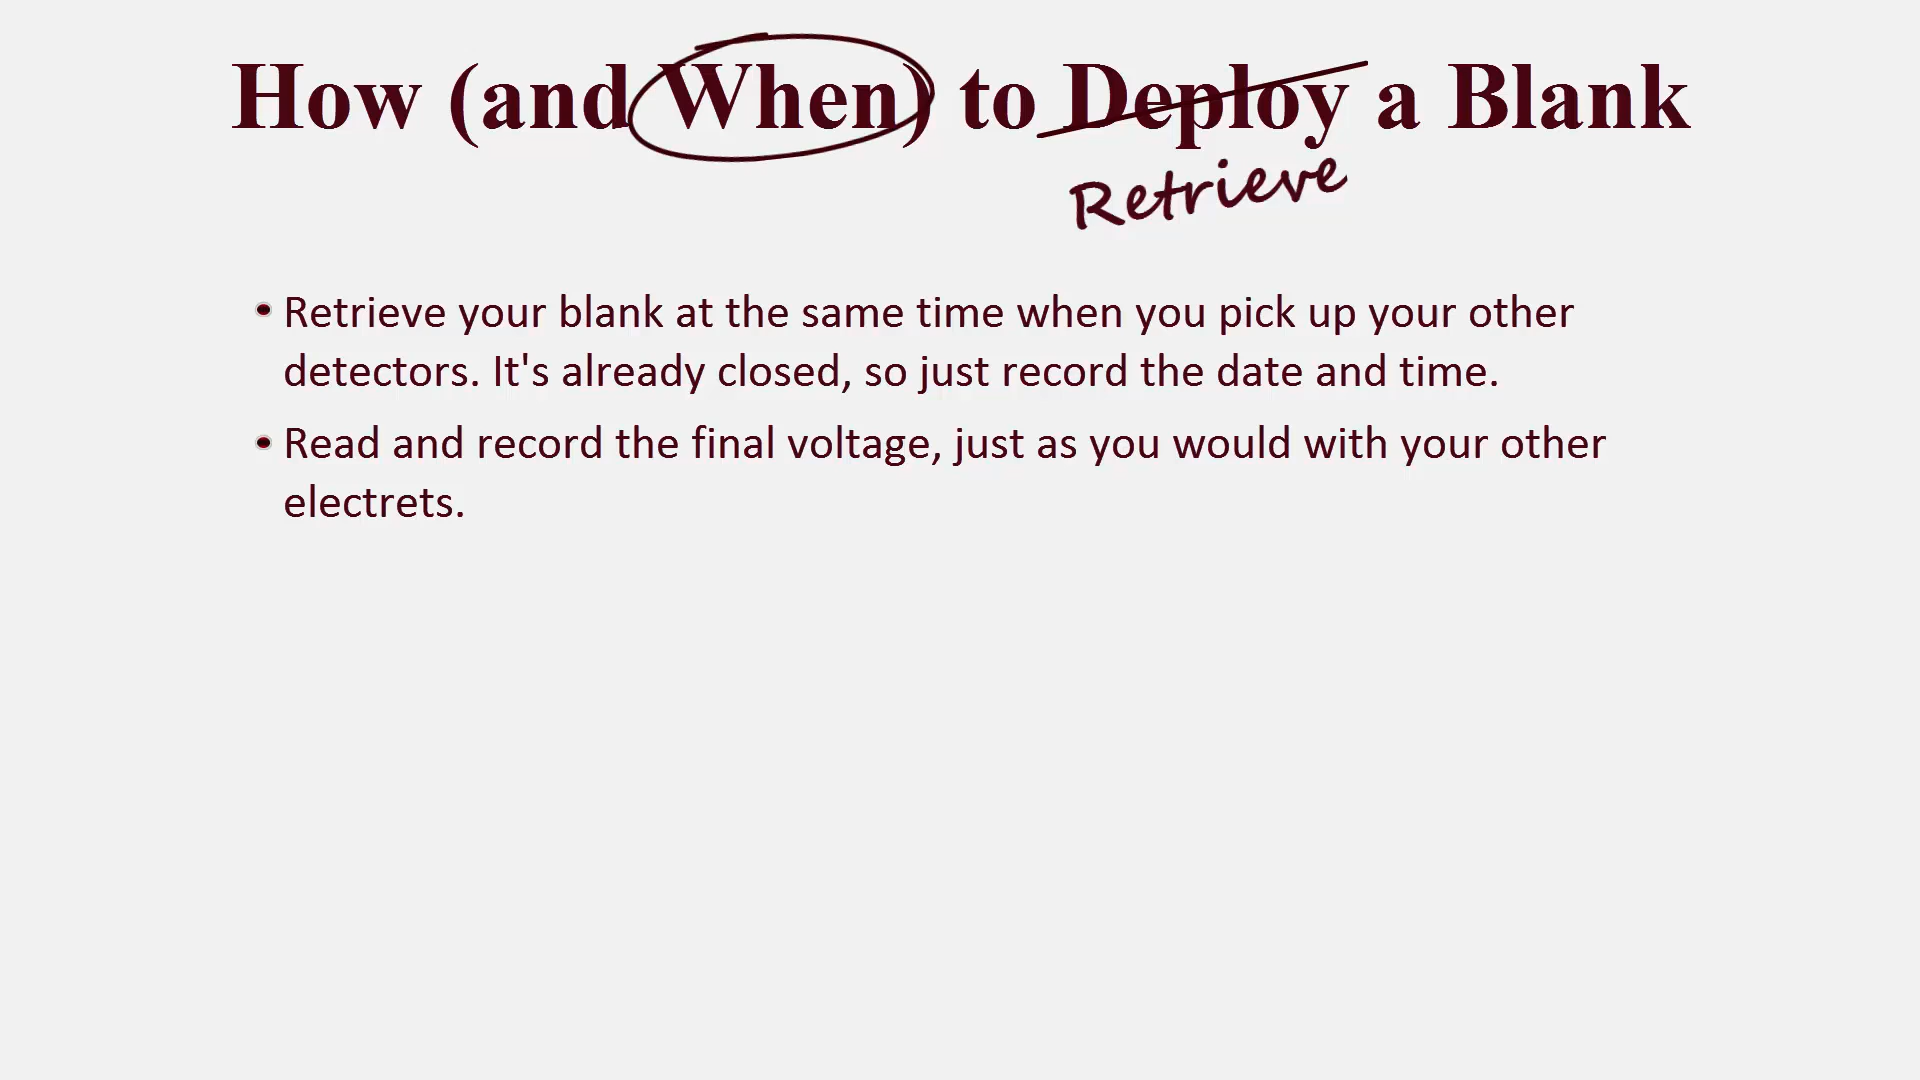 How (and When) to Deploy a Blank
Retrieve
• Retrieve your blank at the same time when you pick up your other
detectors. It's already closed, so just record the date and time.
• Read and record the final voltage, just as you would with your other
electrets.